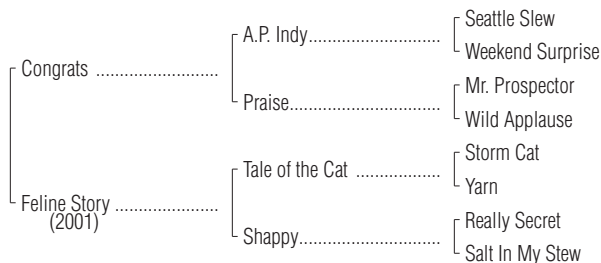 Seattle Slew
A.P. Indy..............................
Weekend Surprise
Congrats ............................
Mr. Prospector
Praise..................................
Wild Applause
Storm Cat
Tale of the Cat ..................
Yarn
Feline Story .......................
(2001)
Really Secret
Shappy................................
Salt In My Stew